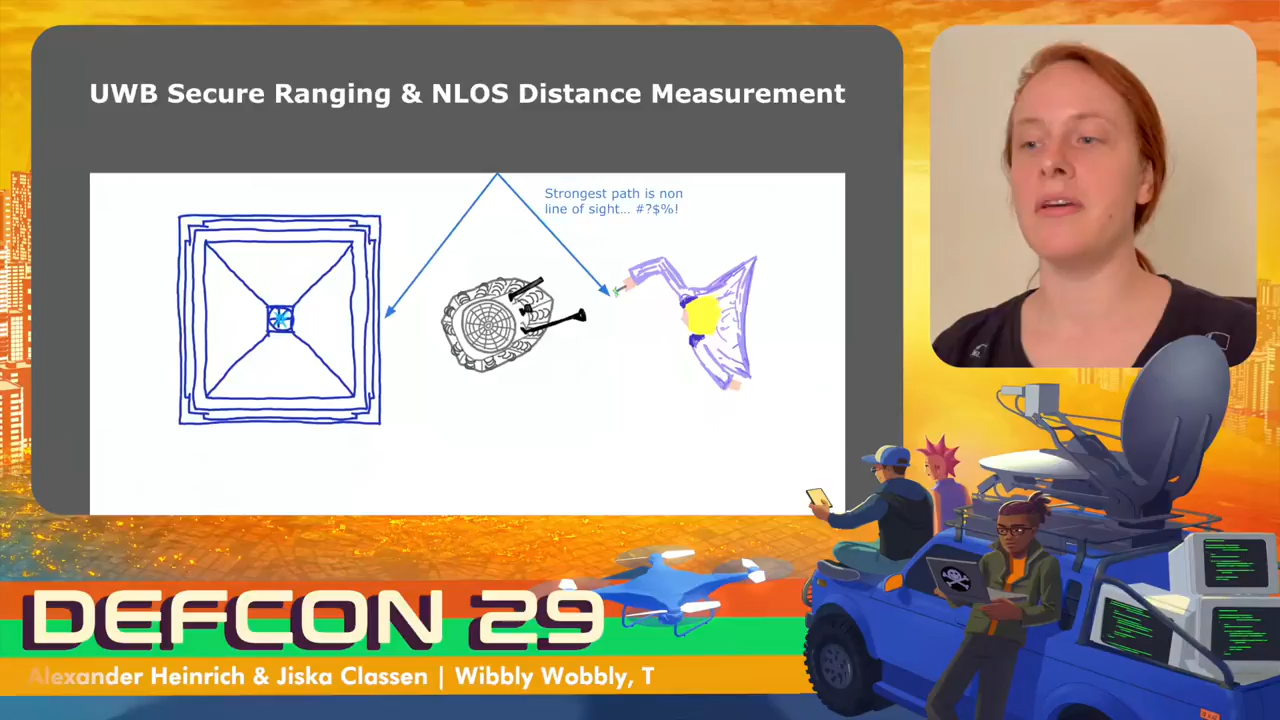 UWB Secure Ranging & NLOS Distance Measurement
Strongest path is non
line of sight... #?$%!
DEFCON 29
Alexander Heinrich & Jiska Classen | Wibbly Wobbly, T